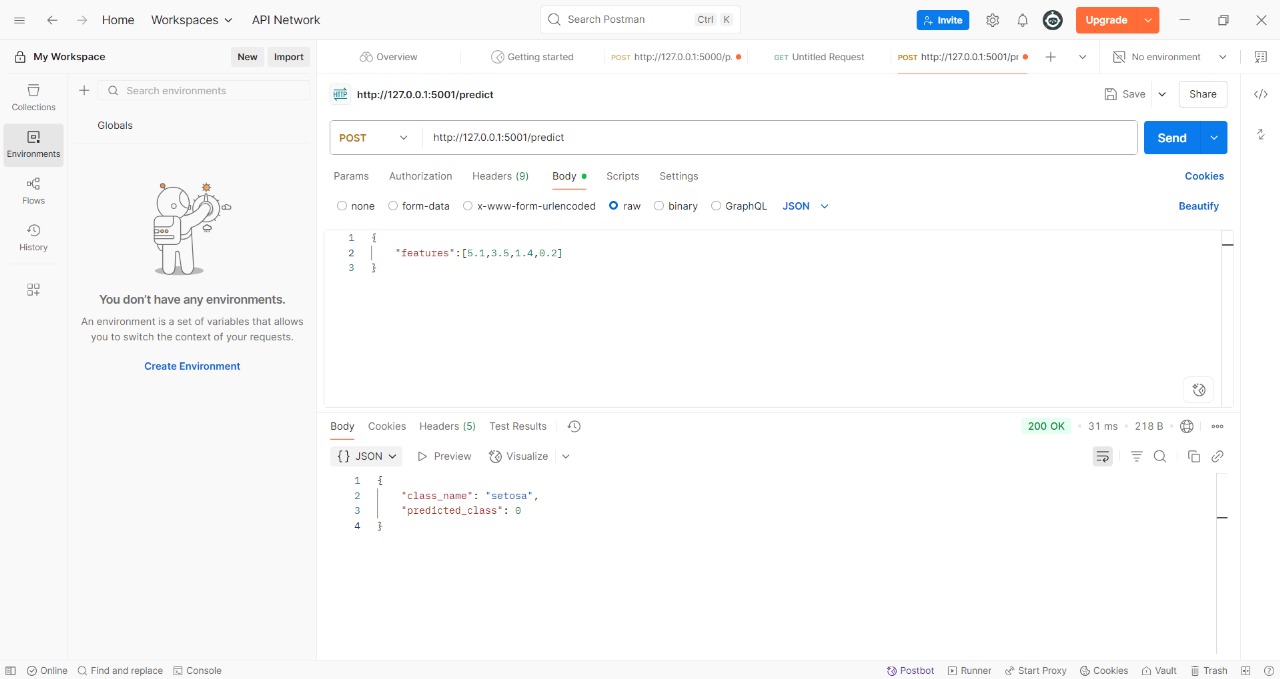 Home Workspaces API Network Search Postman Ctrl K Invite Upgrade
My Workspace New Import Overview Getting started POST http://127.0.0.1:5000/p. GET Untitled Request POST http://127.0.0.1:5001/pr No environment
Collections
Environments
Flows
History
Search environments
Globals
You don't have any environments.
An environment is a set of variables that allows
you to switch the context of your requests.
Create Environment
HTTP http://127.0.0.1:5001/predict Save Share
POST http://127.0.0.1:5001/predict Send
Params Authorization Headers (9) Body Scripts Settings Cookies
none form-data x-www-form-urlencoded raw binary GraphQL JSON Beautify
1 {
2 "features":[5.1,3.5,1.4,0.2]
3 }
Body Cookies Headers (5) Test Results 200 OK 31 ms 218 B
{} JSON Preview Visualize
1 {
2 "class_name": "setosa",
3 "predicted_class": 0
4 }
Online Find and replace Console Postbot Runner Start Proxy Cookies Vault Trash